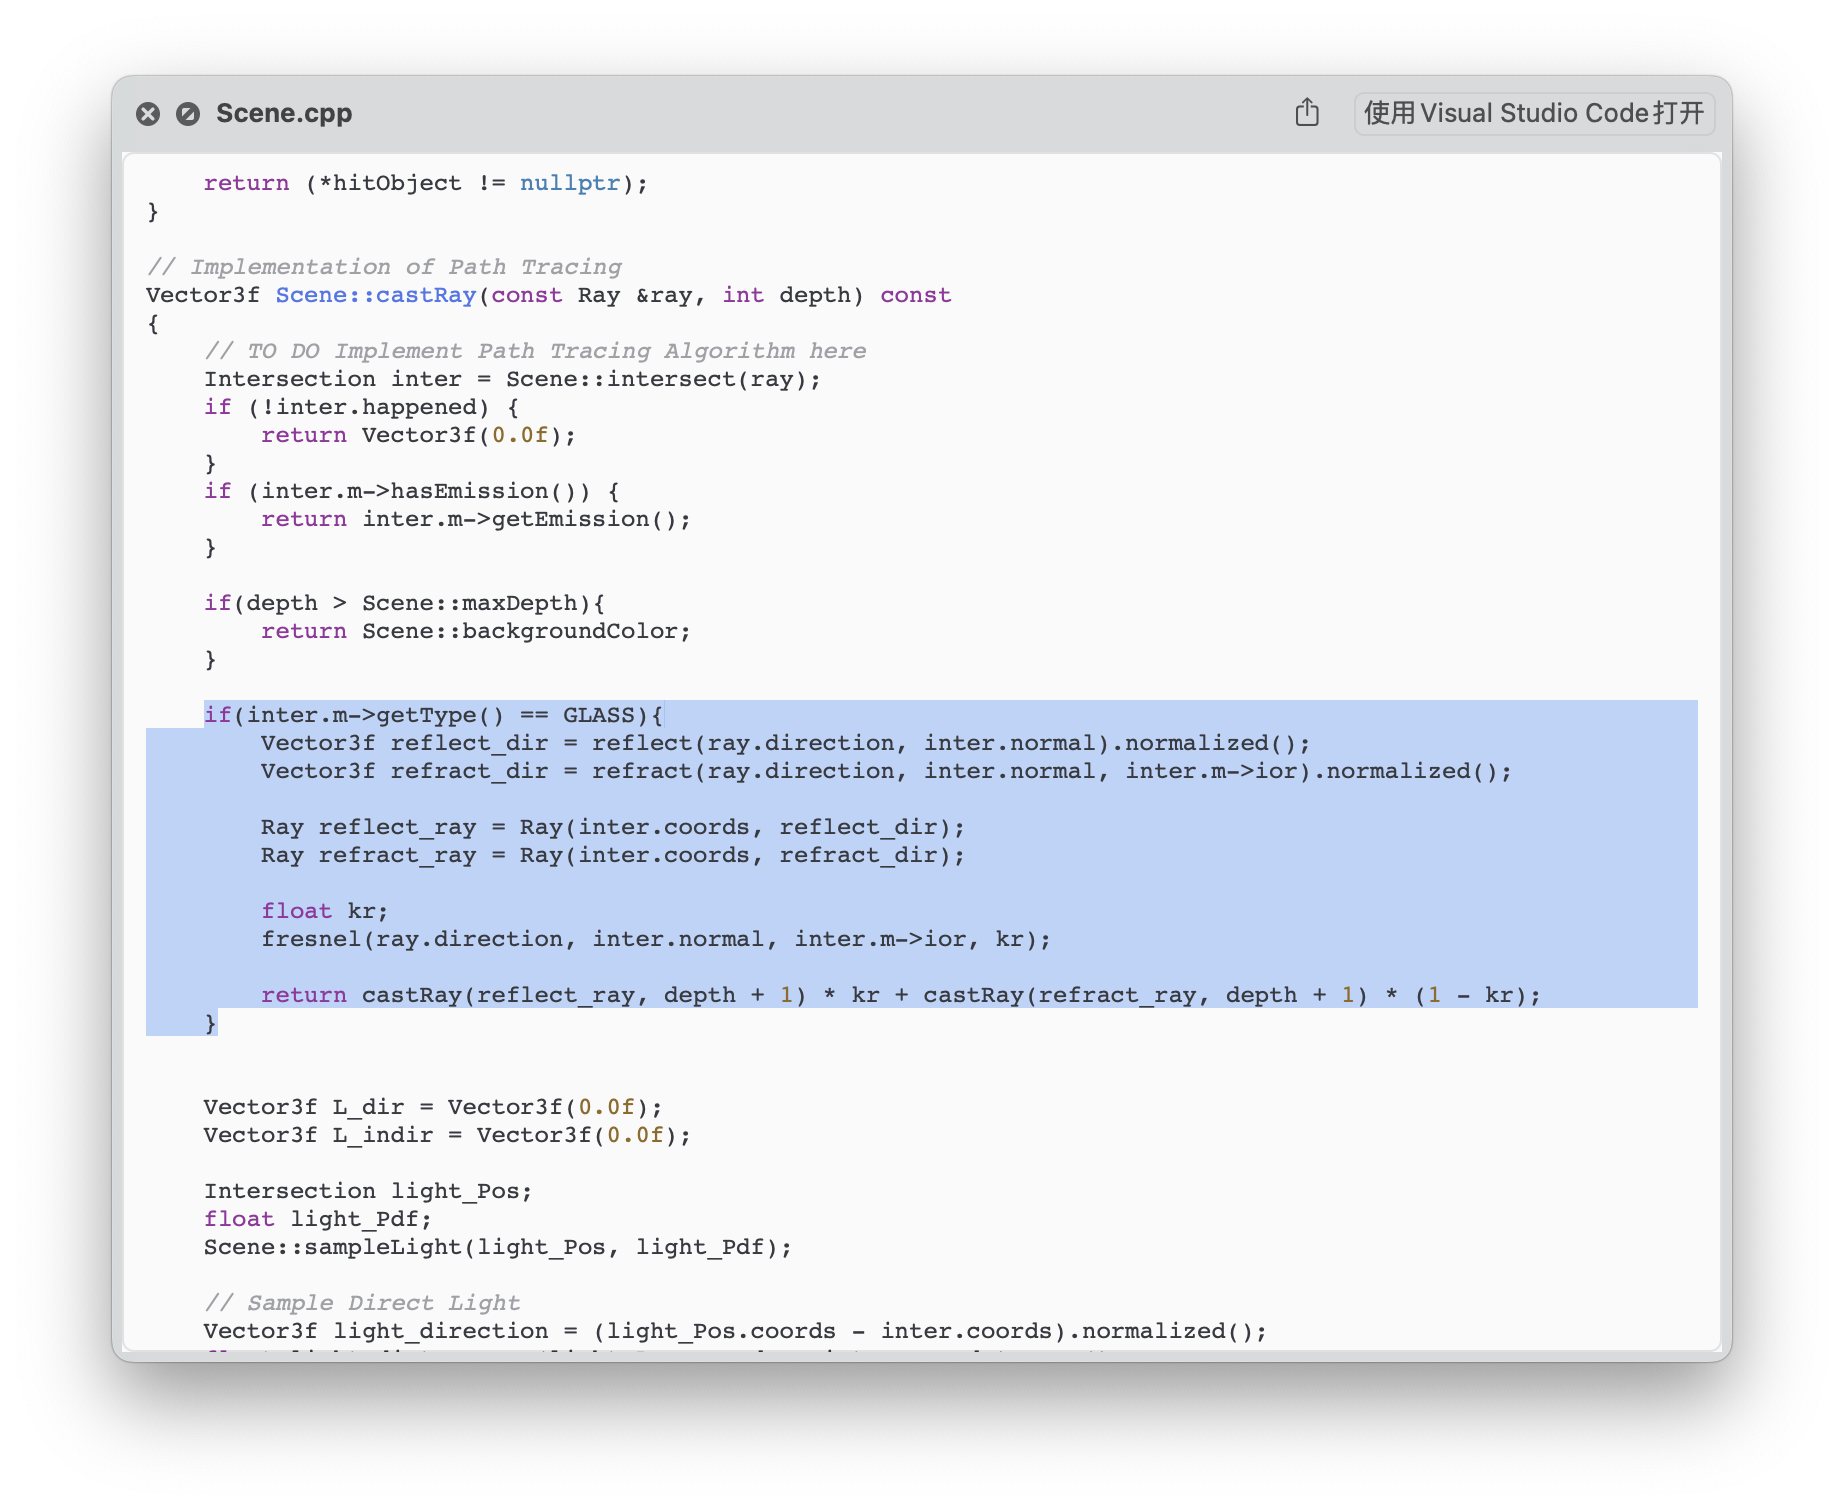 Scene.cpp
使用Visual Studio Code打开
    return (*hitObject != nullptr);
}

// Implementation of Path Tracing
Vector3f Scene::castRay(const Ray &ray, int depth) const
{
    // TO DO Implement Path Tracing Algorithm here
    Intersection inter = Scene::intersect(ray);
    if (!inter.happened) {
        return Vector3f(0.0f);
    }
    if (inter.m->hasEmission()) {
        return inter.m->getEmission();
    }

    if(depth > Scene::maxDepth){
        return Scene::backgroundColor;
    }

    if(inter.m->getType() == GLASS){
        Vector3f reflect_dir = reflect(ray.direction, inter.normal).normalized();
        Vector3f refract_dir = refract(ray.direction, inter.normal, inter.m->ior).normalized();

        Ray reflect_ray = Ray(inter.coords, reflect_dir);
        Ray refract_ray = Ray(inter.coords, refract_dir);

        float kr;
        fresnel(ray.direction, inter.normal, inter.m->ior, kr);

        return castRay(reflect_ray, depth + 1) * kr + castRay(refract_ray, depth + 1) * (1 - kr);
    }


    Vector3f L_dir = Vector3f(0.0f);
    Vector3f L_indir = Vector3f(0.0f);

    Intersection light_Pos;
    float light_Pdf;
    Scene::sampleLight(light_Pos, light_Pdf);

    // Sample Direct Light
    Vector3f light_direction = (light_Pos.coords - inter.coords).normalized();